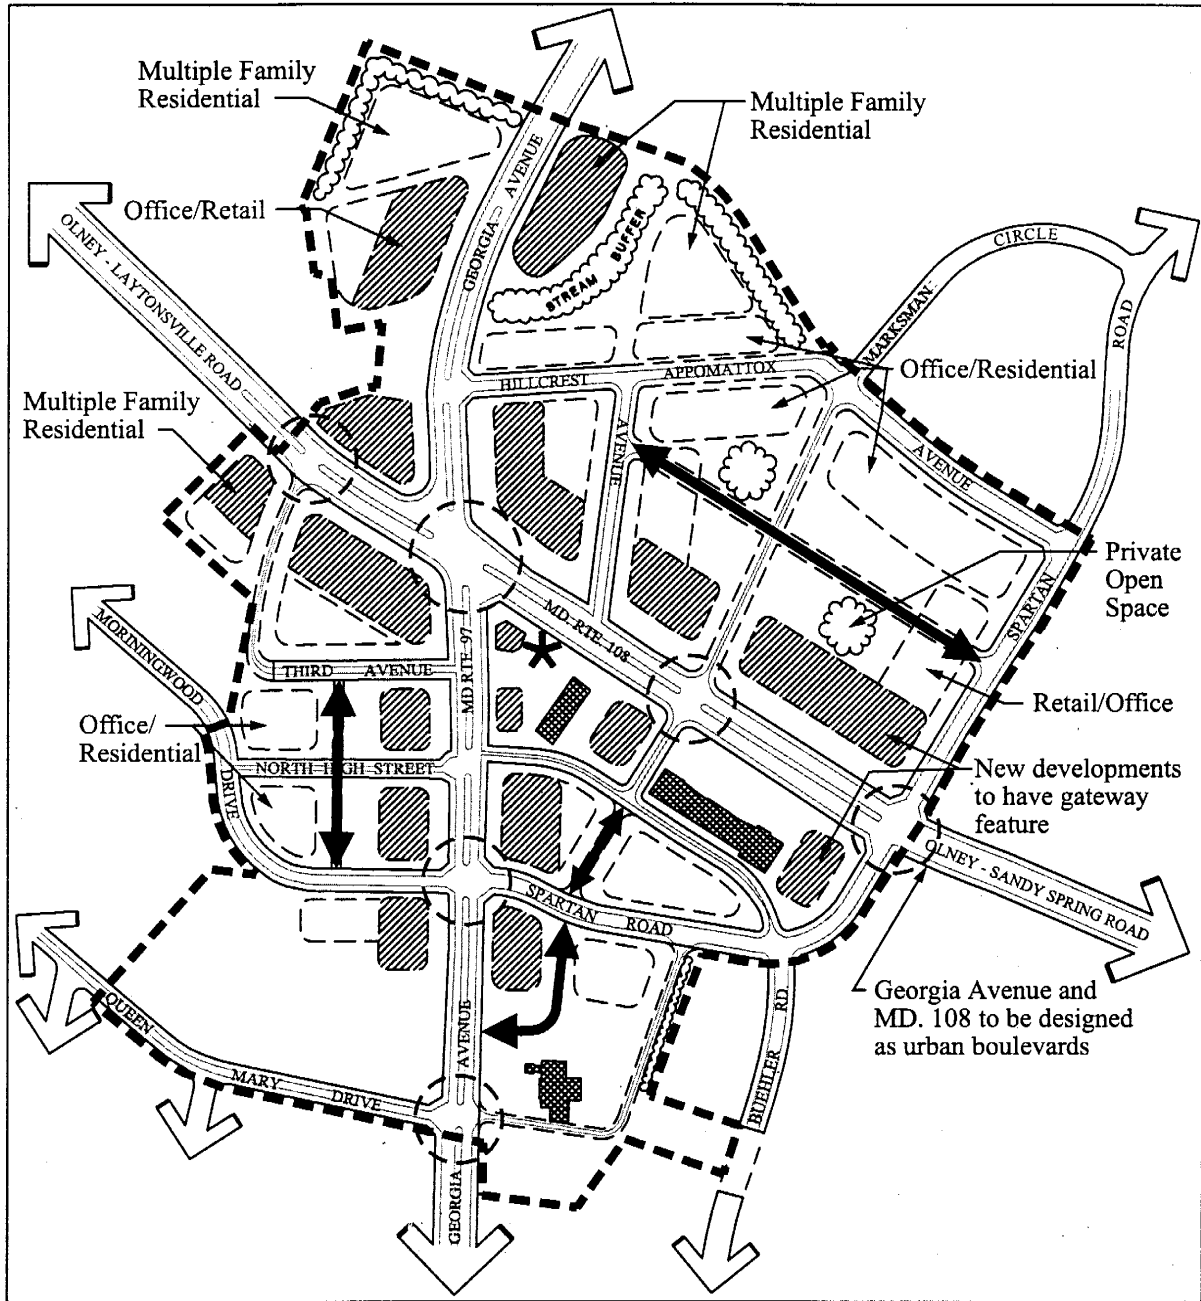 Multiple Family
Residential
Multiple Family
Residential
Office/Retail
GEORGIA AVENUE
STREAM BUFFER
OLNEY - LAYTONSVILLE ROAD
MARKSMAN CIRCLE
ROAD
HILLCREST
APPOMATTOX
AVENUE
Office/Residential
Multiple Family
Residential
AVENUE
SPARTAN
Private
Open
Space
MORININGWOOD
DRIVE
MD. RTE. 97
MD. RTE. 108
THIRD AVENUE
Office/
Residential
NORTH HIGH STREET
Retail/Office
New developments
to have gateway
feature
OLNEY - SANDY SPRING ROAD
SPARTAN ROAD
Georgia Avenue and
MD. 108 to be designed
as urban boulevards
QUEEN MARY DRIVE
AVENUE
GEORGIA
BUEHLER RD.